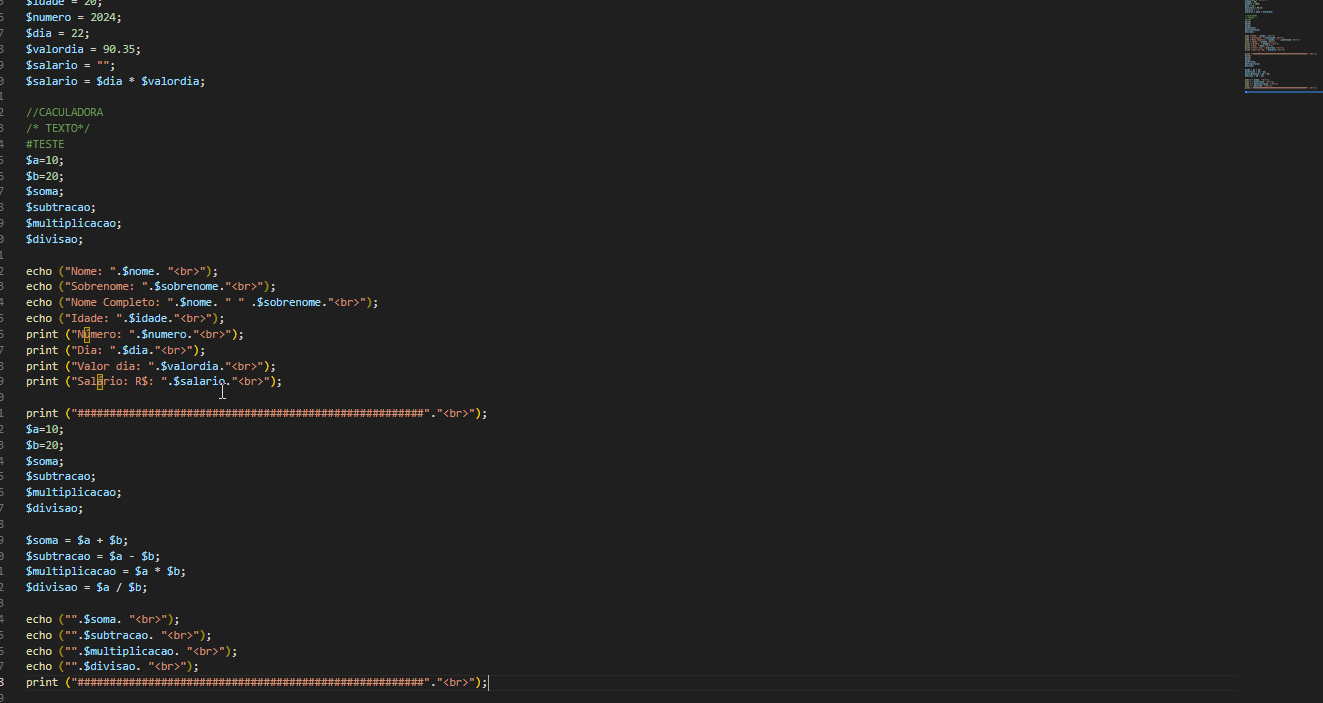 $idade = 20;
$numero = 2024;
$dia = 22;
$valordia = 90.35;
$salario = "";
$salario = $dia * $valordia;
//CACULADORA
/* TEXTO*/
#TESTE
$a=10;
$b=20;
$soma;
$subtracao;
$multiplicacao;
$divisao;
echo ("Nome: ".$nome. "<br>");
echo ("Sobrenome: ".$sobrenome."<br>");
echo ("Nome Completo: ".$nome. " " .$sobrenome."<br>");
echo ("Idade: ".$idade."<br>");
print ("Número: ".$numero."<br>");
print ("Dia: ".$dia."<br>");
print ("Valor dia: ".$valordia."<br>");
print ("Salário: R$: ".$salario."<br>");
print ("######################################################"."<br>");
$a=10;
$b=20;
$soma;
$subtracao;
$multiplicacao;
$divisao;
$soma = $a + $b;
$subtracao = $a - $b;
$multiplicacao = $a * $b;
$divisao = $a / $b;
echo ("".$soma. "<br>");
echo ("".$subtracao. "<br>");
echo ("".$multiplicacao. "<br>");
echo ("".$divisao. "<br>");
print ("######################################################"."<br>");